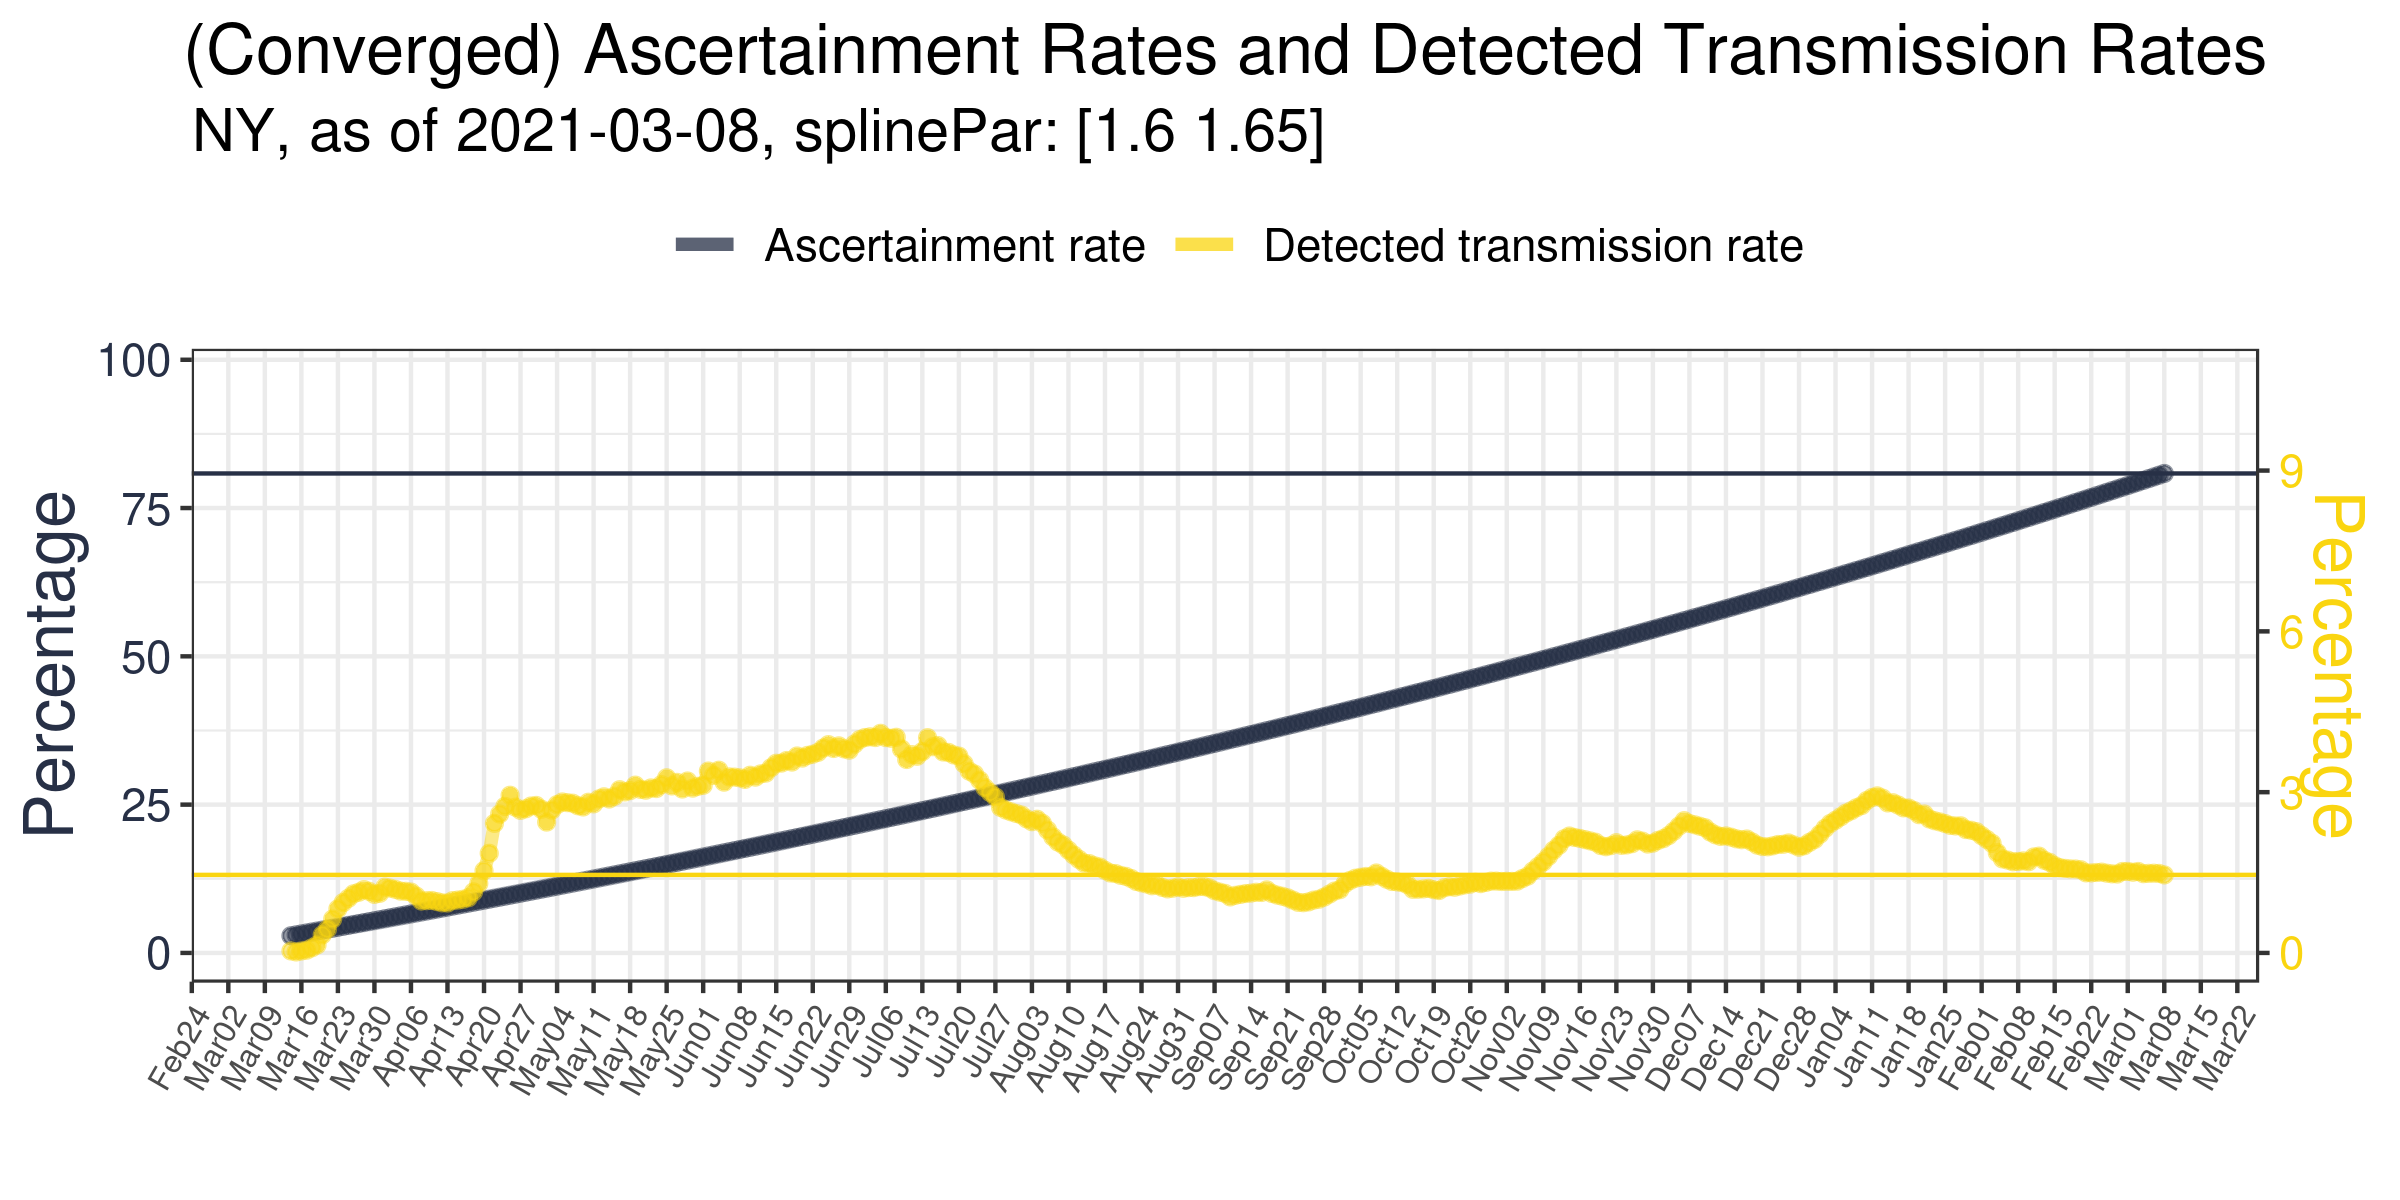 (Converged) Ascertainment Rates and Detected Transmission Rates
NY, as of 2021-03-08, splinePar: [1.6 1.65]
Ascertainment rate
Detected transmission rate
Percentage
100
75
50
25
0
9
6
3
0
Percentage
Feb24
Mar02
Mar09
Mar16
Mar23
Mar30
Apr06
Apr13
Apr20
Apr27
May04
May11
May18
May25
Jun01
Jun08
Jun15
Jun22
Jun29
Jul06
Jul13
Jul20
Jul27
Aug03
Aug10
Aug17
Aug24
Aug31
Sep07
Sep14
Sep21
Sep28
Oct05
Oct12
Oct19
Oct26
Nov02
Nov09
Nov16
Nov23
Nov30
Dec07
Dec14
Dec21
Dec28
Jan04
Jan11
Jan18
Jan25
Feb01
Feb08
Feb15
Feb22
Mar01
Mar08
Mar15
Mar22